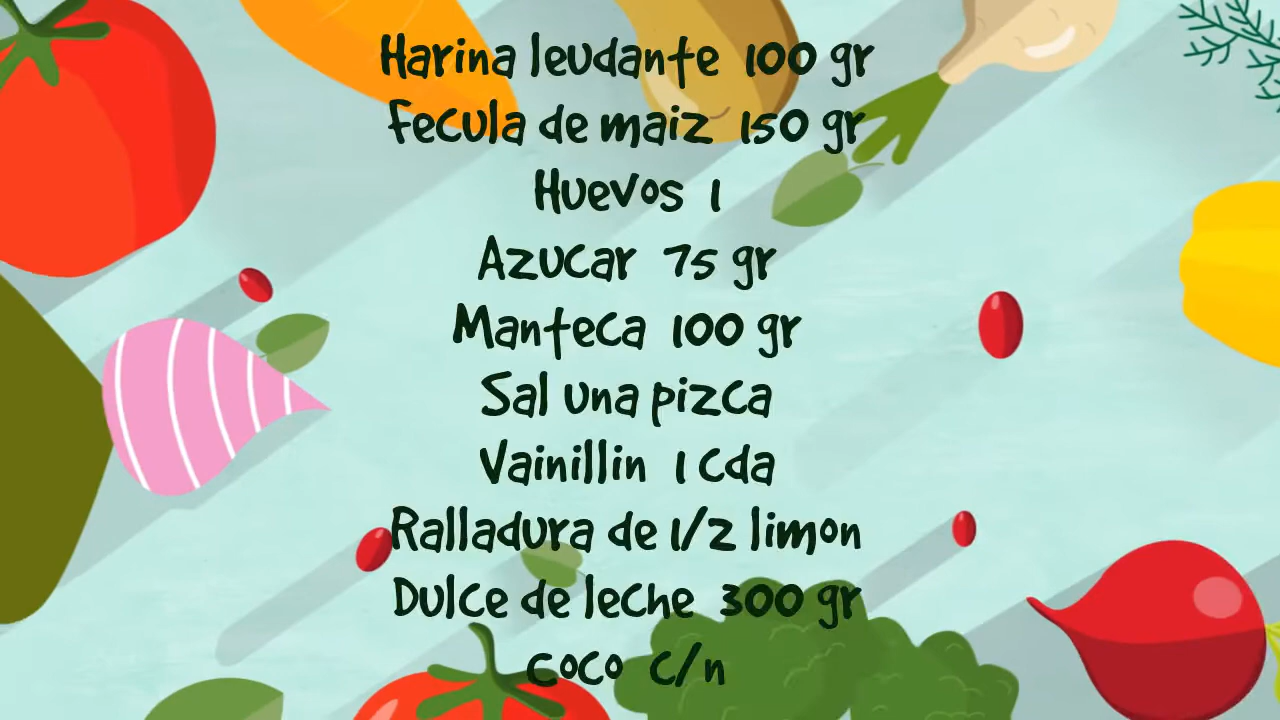 Harina leudante 100 gr
Fecula de maiz 150 gr
Huevos 1
Azucar 75 gr
Manteca 100 gr
Sal una pizca
Vainillin 1 Cda
Ralladura de 1/2 limon
Dulce de leche 300 gr
coco c/n